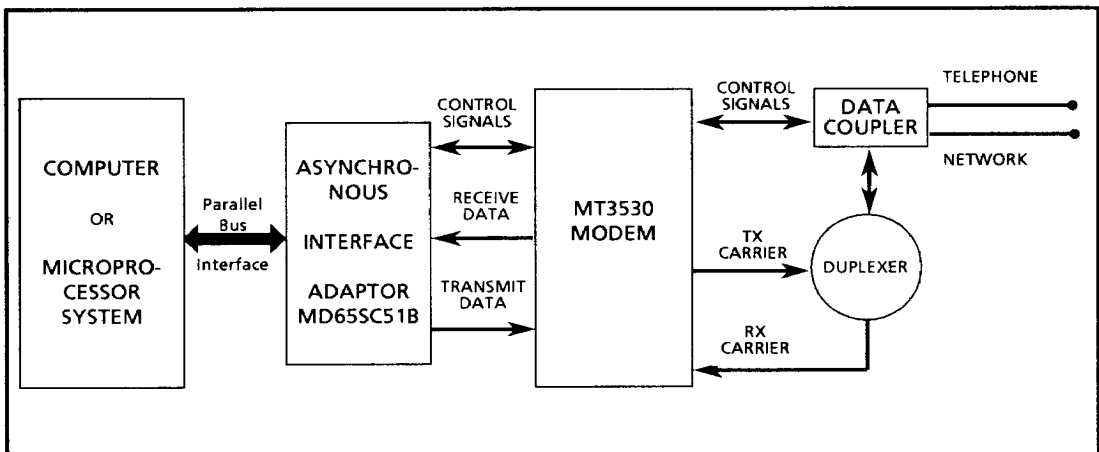 COMPUTER
OR
MICROPRO-
CESSOR
SYSTEM
Parallel
Bus
Interface
ASYNCHRO-
NOUS
INTERFACE
ADAPTOR
MD65SC51B
CONTROL
SIGNALS
RECEIVE
DATA
TRANSMIT
DATA
MT3530
MODEM
CONTROL
SIGNALS
TX
CARRIER
RX
CARRIER
DATA
COUPLER
DUPLEXER
TELEPHONE
NETWORK